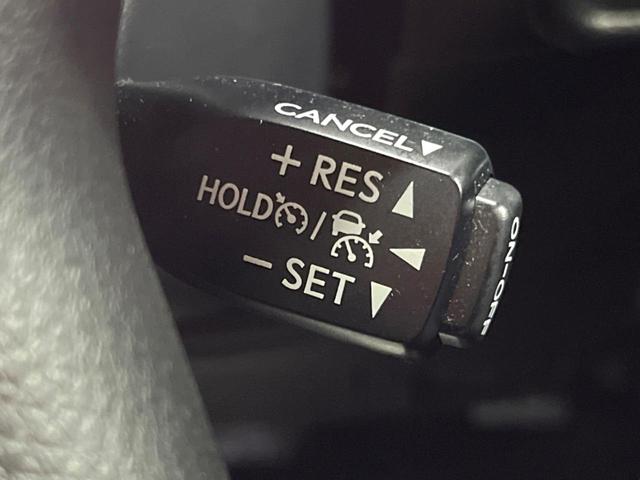 CANCEL▼
+ RES ▲
HOLD / ◀
− SET ▼
ON-OFF